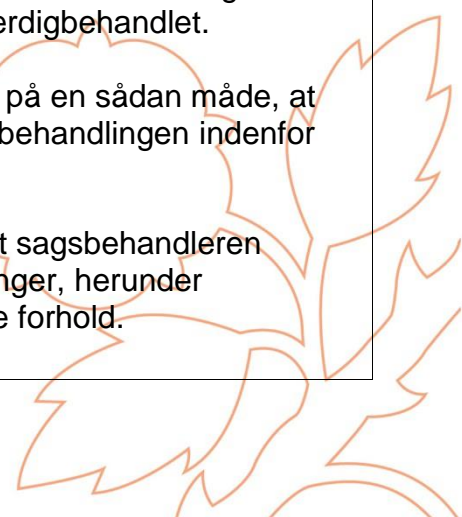 erdigbehandlet.
på en sådan måde, at
behandlingen indenfor
t sagsbehandleren
nger, herunder
e forhold.